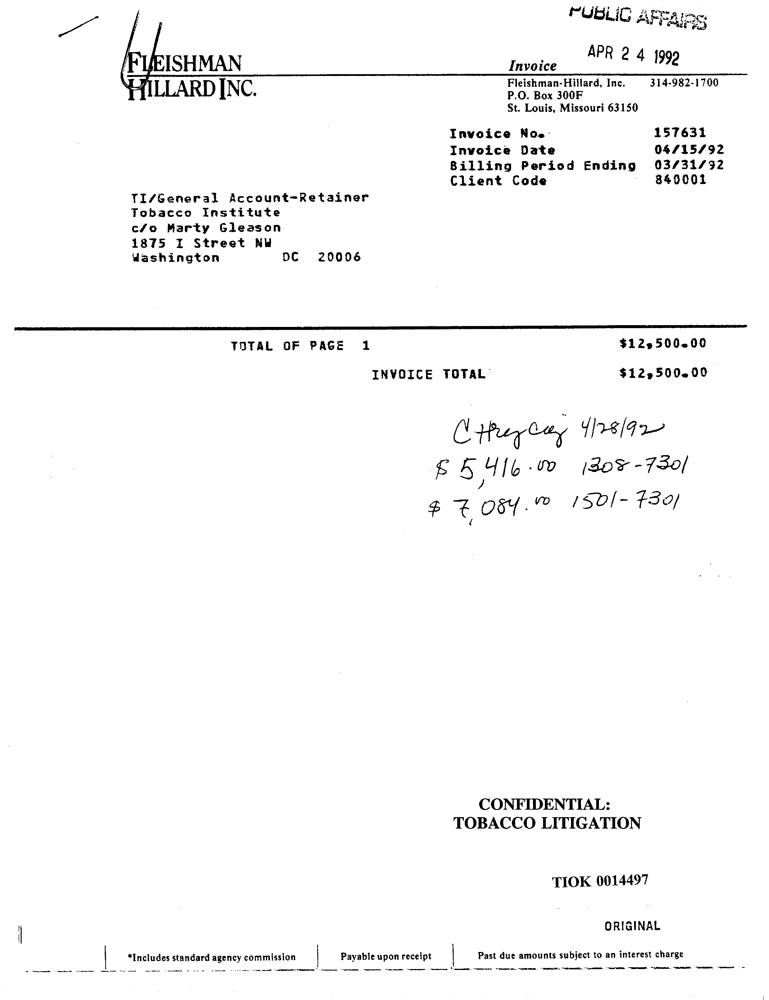 PUBLIC AFFAIRS
APR 24 1992
FLEISHMAN
HILLARD INC.
Invoice
Fleishman-Hillard, Inc. 314-982-1700
P.O. Box 300F
St. Louis, Missouri 63150
Invoice No. 157631
Invoice Date 04/15/92
Billing Period Ending 03/31/92
Client Code 840001
TI/General Account-Retainer
Tobacco Institute
c/o Marty Gleason
1875 I Street NW
Washington DC 20006
TOTAL OF PAGE 1 $12,500.00
INVOICE TOTAL $12,500.00
4/28/92
$ 5,416.00 1308-7301
$ 7,084.00 1501-7301
CONFIDENTIAL:
TOBACCO LITIGATION
TIOK 0014497
ORIGINAL
*Includes standard agency commission Payable upon receipt Past due amounts subject to an interest charge